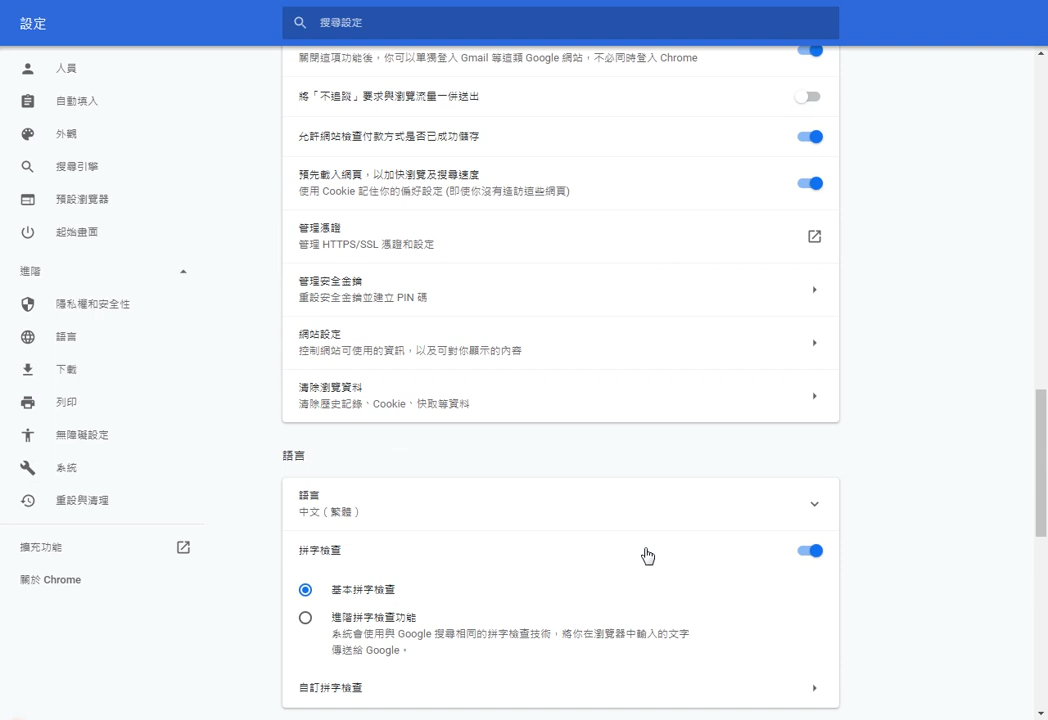 設定
搜尋設定
人員
自動填入
外觀
搜尋引擎
預設瀏覽器
起始畫面
進階
隱私權和安全性
語言
下載
列印
無障礙設定
系統
重設與清理
擴充功能
關於 Chrome
關閉這項功能後，你可以單獨登入 Gmail 等這類 Google 網站，不必同時登入 Chrome
將「不追蹤」要求與瀏覽流量一併送出
允許網站檢查付款方式是否已成功儲存
預先載入網頁，以加快瀏覽及搜尋速度
使用 Cookie 記住你的偏好設定 (即使你沒有造訪這些網頁)
管理憑證
管理 HTTPS/SSL 憑證和設定
管理安全金鑰
重設安全金鑰並建立 PIN 碼
網站設定
控制網站可使用的資訊，以及可對你顯示的內容
清除瀏覽資料
清除歷史記錄、Cookie、快取等資料
語言
語言
中文（繁體）
拼字檢查
基本拼字檢查
進階拼字檢查功能
系統會使用與 Google 搜尋相同的拼字檢查技術，將你在瀏覽器中輸入的文字
傳送給 Google。
自訂拼字檢查